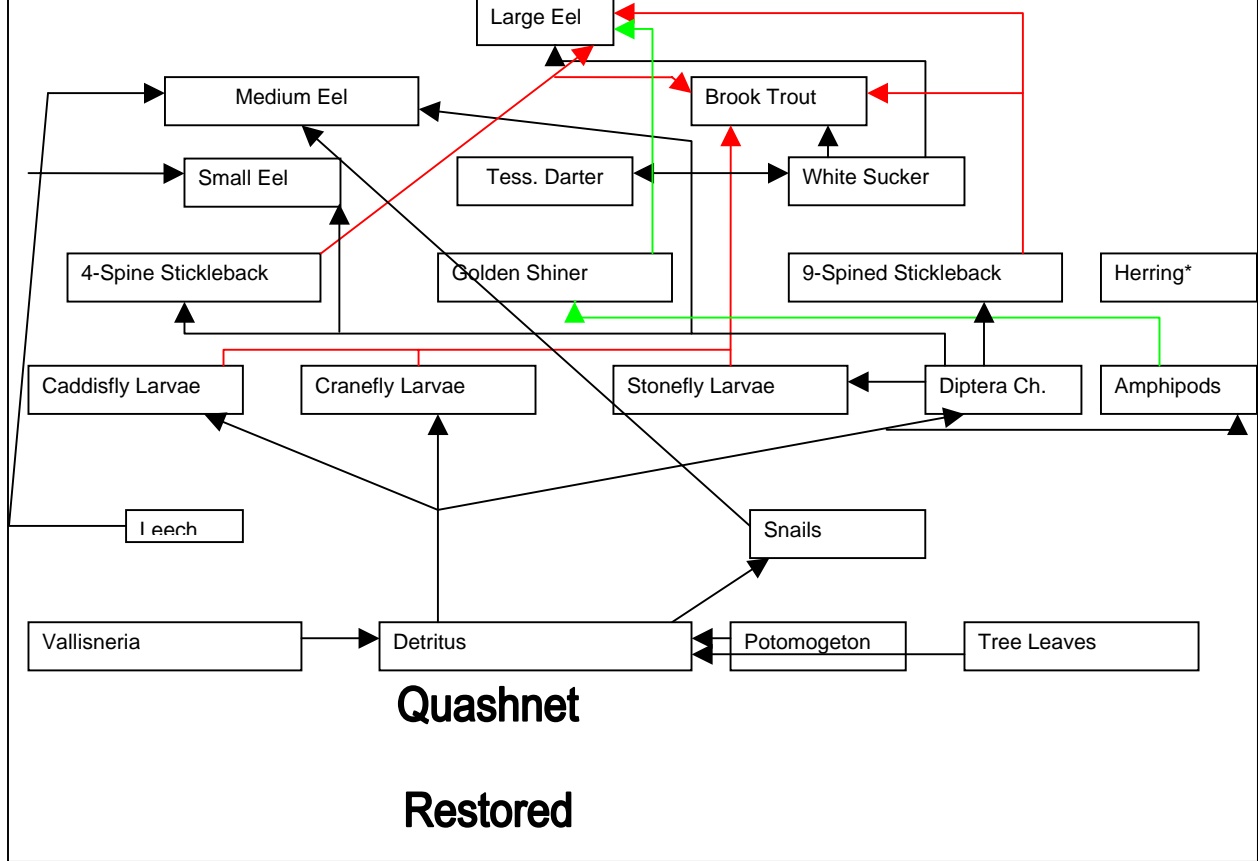 Large Eel
Medium Eel
Brook Trout
Small Eel
Tess. Darter
White Sucker
4-Spine Stickleback
Golden Shiner
9-Spined Stickleback
Herring*
Caddisfly Larvae
Cranefly Larvae
Stonefly Larvae
Diptera Ch.
Amphipods
Leech
Snails
Vallisneria
Detritus
Potomogeton
Tree Leaves
Quashnet
Restored